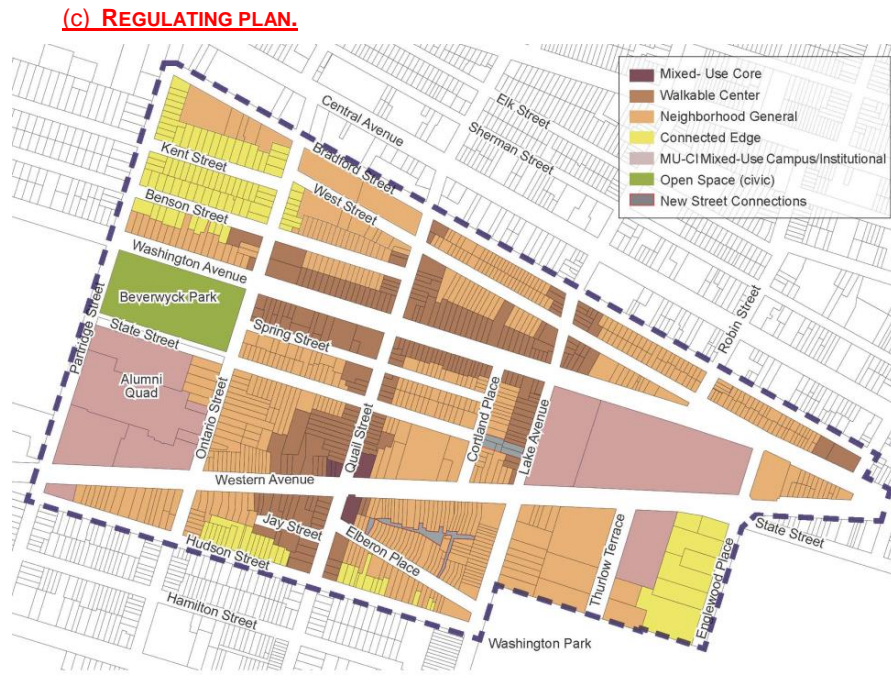 (c) REGULATING PLAN.
Mixed- Use Core
Walkable Center
Neighborhood General
Connected Edge
MU-CI Mixed-Use Campus/Institutional
Open Space (civic)
New Street Connections
Central Avenue
Elk Street
Sherman Street
Bradford Street
Kent Street
West Street
Benson Street
Washington Avenue
Beverwyck Park
Partridge Street
State Street
Spring Street
Robin Street
Alumni
Quad
Ontario Street
Quail Street
Cortland Place
Lake Avenue
Western Avenue
Jay Street
Elberon Place
Hudson Street
Hamilton Street
Thurlow Terrace
Englewood Place
State Street
Washington Park